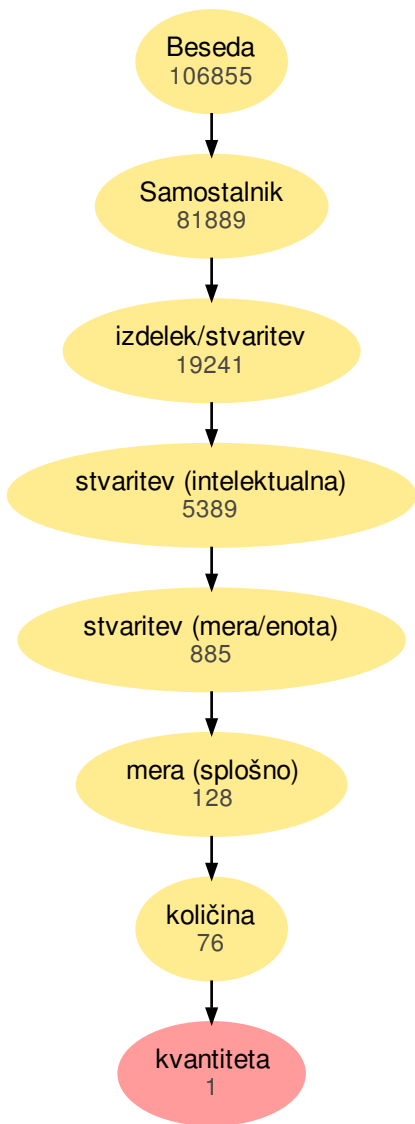 Beseda
106855
Samostalnik
81889
izdelek/stvaritev
19241
stvaritev (intelektualna)
5389
stvaritev (mera/enota)
885
mera (splošno)
128
količina
76
kvantiteta
1